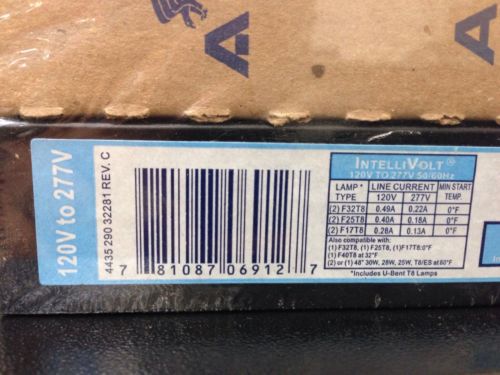 A
A
120V to 277V
4435 290 32281 REV. C
7 81087 06912 7
INTELLIVOLT®
120V TO 277V 50/60Hz
LAMP* TYPE LINE CURRENT MIN START TEMP.
120V 277V
(2) F32T8 0.49A 0.22A 0°F
(2) F25T8 0.40A 0.18A 0°F
(2) F17T8 0.28A 0.13A 0°F
Also compatible with:
(1) F32T8, (1) F25T8, (1)F17T8:0°F
(1) F40T8 at 32°F
(2) or (1) 48" 30W, 28W, 25W, T8/ES at 60°F
*Includes U-Bent T8 Lamps